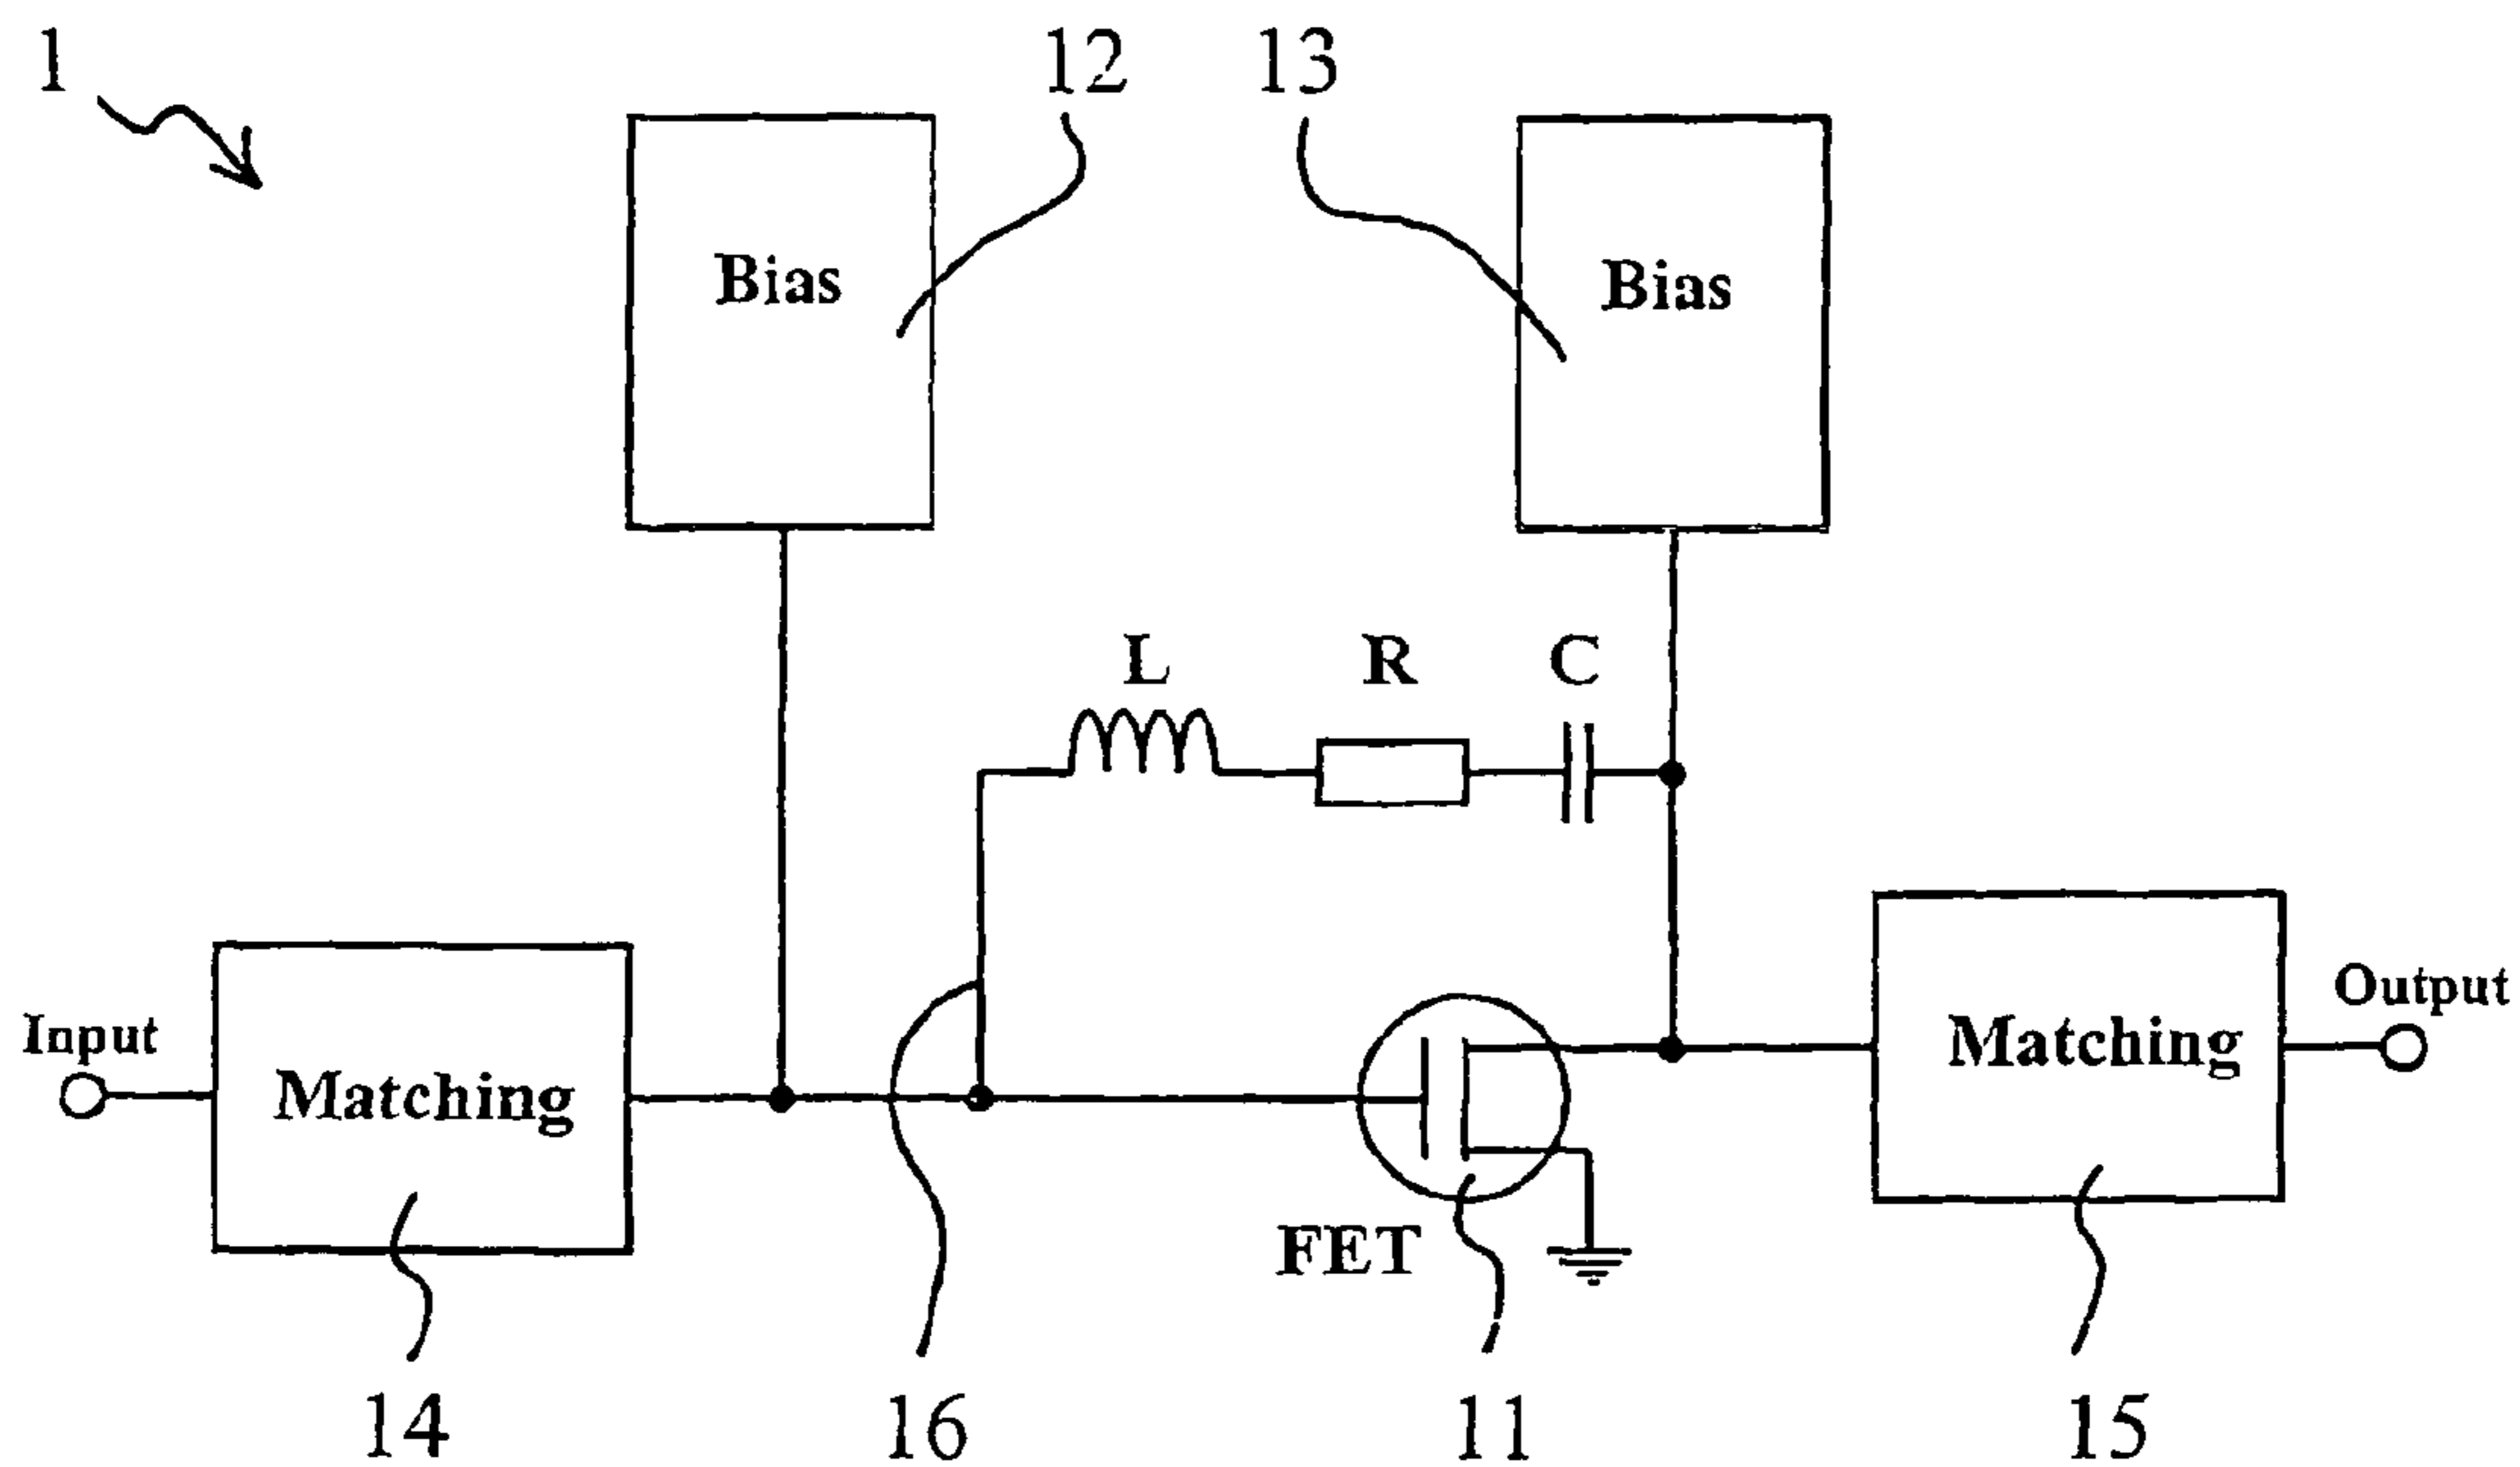 1
12
13
Bias
Bias
L
R
C
Input
Matching
Output
Matching
FET
14
16
11
15